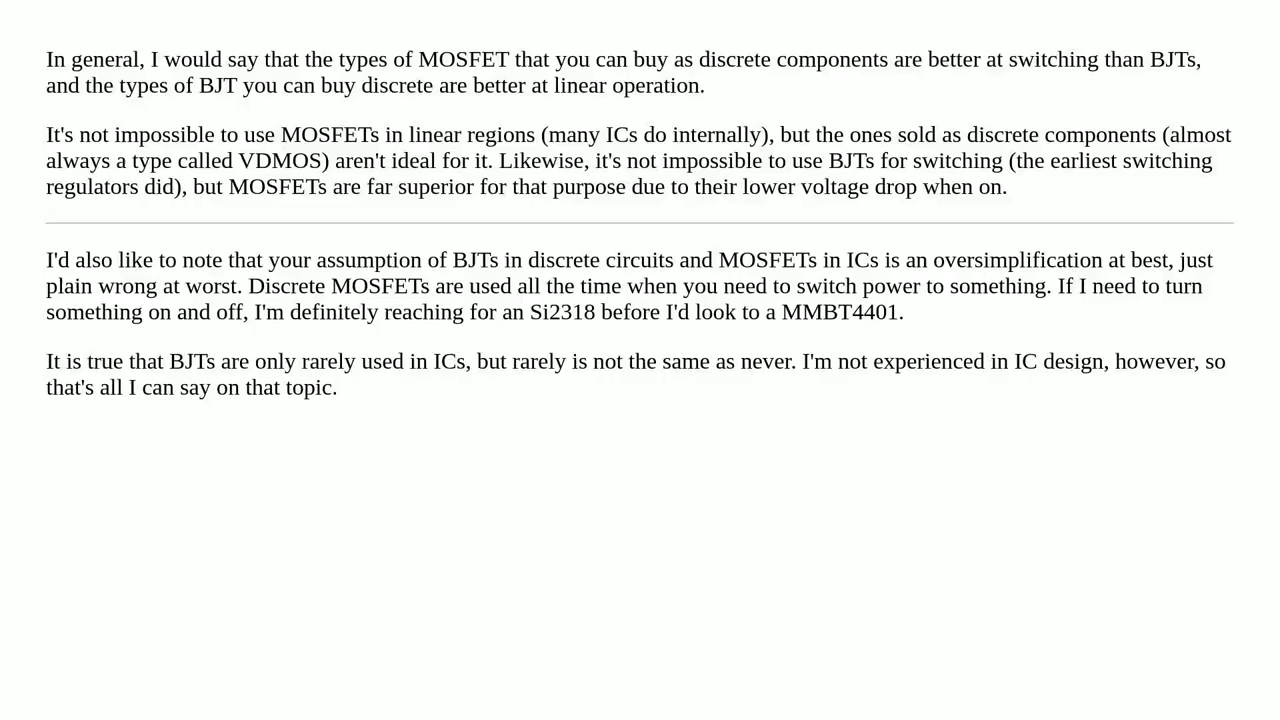 In general, I would say that the types of MOSFET that you can buy as discrete components are better at switching than BJTs,
and the types of BJT you can buy discrete are better at linear operation.
It's not impossible to use MOSFETs in linear regions (many ICs do internally), but the ones sold as discrete components (almost
always a type called VDMOS) aren't ideal for it. Likewise, it's not impossible to use BJTs for switching (the earliest switching
regulators did), but MOSFETs are far superior for that purpose due to their lower voltage drop when on.
I'd also like to note that your assumption of BJTs in discrete circuits and MOSFETs in ICs is an oversimplification at best, just
plain wrong at worst. Discrete MOSFETs are used all the time when you need to switch power to something. If I need to turn
something on and off, I'm definitely reaching for an Si2318 before I'd look to a MMBT4401.
It is true that BJTs are only rarely used in ICs, but rarely is not the same as never. I'm not experienced in IC design, however, so
that's all I can say on that topic.